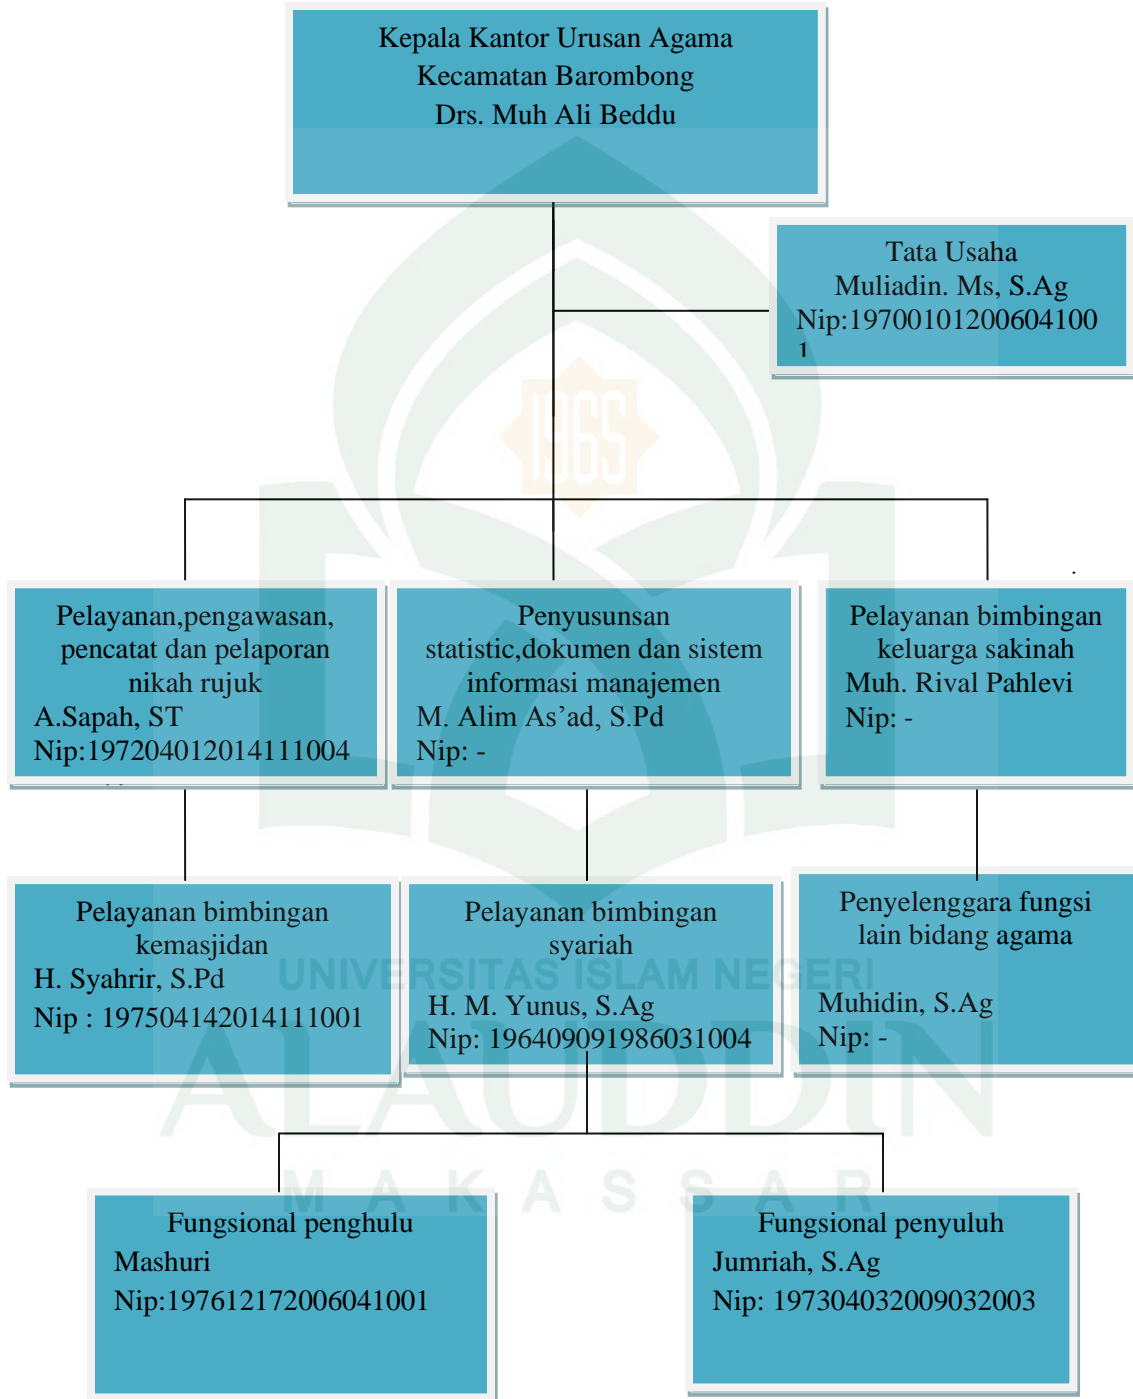 Kepala Kantor Urusan Agama
Kecamatan Barombong
Drs. Muh Ali Beddu
Tata Usaha
Muliadin. Ms, S.Ag
Nip:19700101200604100
1
1965
Pelayanan,pengawasan,
pencatat dan pelaporan
nikah rujuk
A.Sapah, ST
Nip:197204012014111004
Penyusunsan
statistic,dokumen dan sistem
informasi manajemen
M. Alim As’ad, S.Pd
Nip: -
Pelayanan bimbingan
keluarga sakinah
Muh. Rival Pahlevi
Nip: -
Pelayanan bimbingan
kemasjidan
H. Syahrir, S.Pd
Nip : 197504142014111001
Pelayanan bimbingan
syariah
H. M. Yunus, S.Ag
Nip: 196409091986031004
Penyelenggara fungsi
lain bidang agama
Muhidin, S.Ag
Nip: -
UNIVERSITAS ISLAM NEGERI
ALAUDDIN
MAKASSAR
Fungsional penghulu
Mashuri
Nip:197612172006041001
Fungsional penyuluh
Jumriah, S.Ag
Nip: 197304032009032003